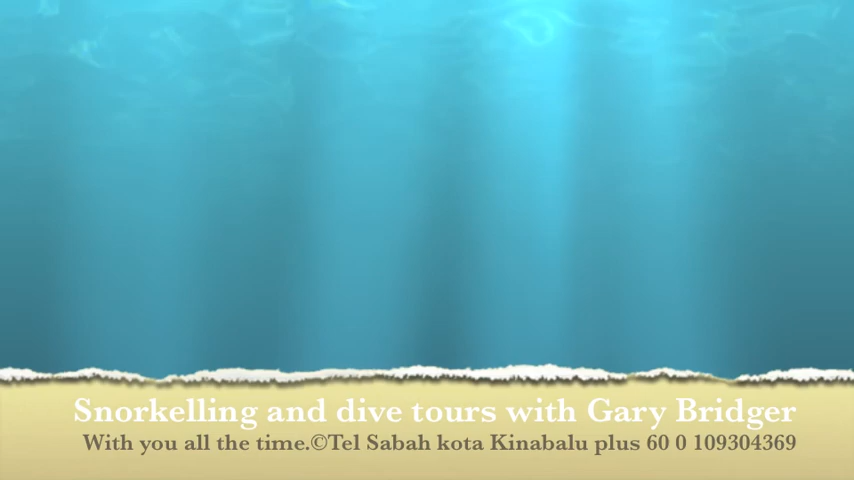 Snorkelling and dive tours with Gary Bridger
With you all the time.©Tel Sabah kota Kinabalu plus 60 0 109304369